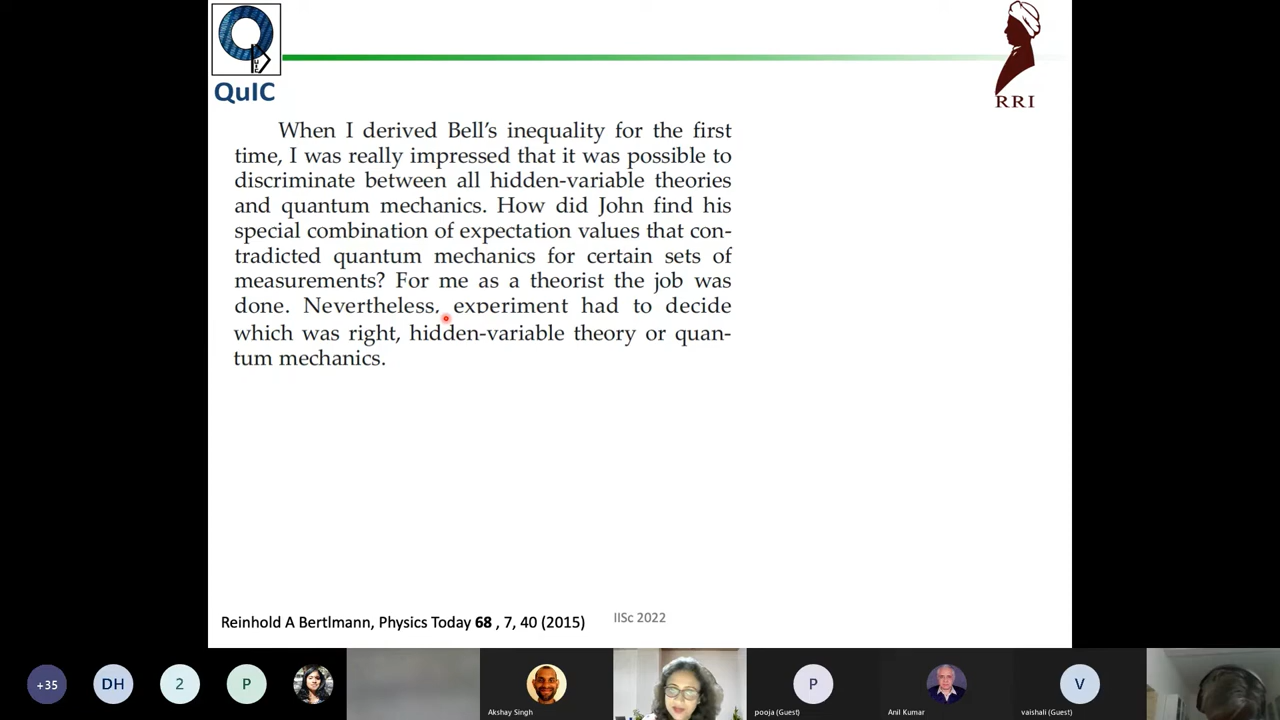 QuIC
RRI
When I derived Bell's inequality for the first
time, I was really impressed that it was possible to
discriminate between all hidden-variable theories
and quantum mechanics. How did John find his
special combination of expectation values that con-
tradicted quantum mechanics for certain sets of
measurements? For me as a theorist the job was
done. Nevertheless, experiment had to decide
which was right, hidden-variable theory or quan-
tum mechanics.
Reinhold A Bertlmann, Physics Today 68 , 7, 40 (2015)
IISc 2022
+35
DH
2
P
Akshay Singh
P
pooja (Guest)
Anil Kumar
V
vaishali (Guest)